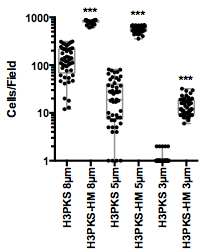 ***
***
***
1000
100
10
1
Cells/Field
H3PKS 8µm
H3PKS-HM 8µm
H3PKS 5µm
H3PKS-HM 5µm
H3PKS 3µm
H3PKS-HM 3µm